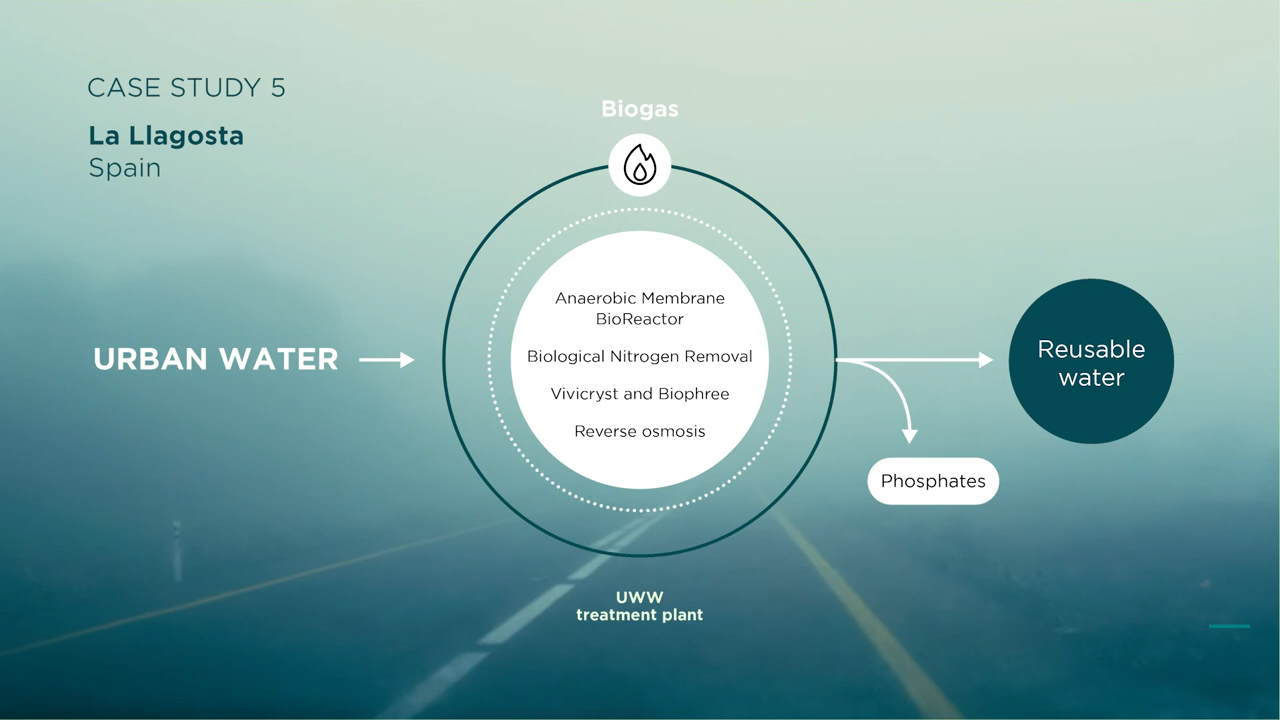 CASE STUDY 5
La Llagosta
Spain
Biogas
Anaerobic Membrane
BioReactor
Biological Nitrogen Removal
Vivicryst and Biophree
Reverse osmosis
URBAN WATER
Reusable
water
Phosphates
UWW
treatment plant